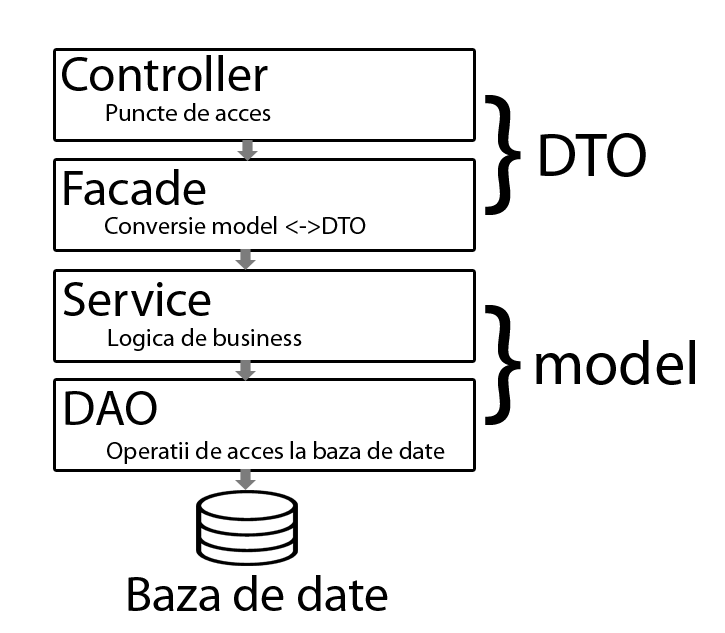 Controller
Puncte de acces
Facade
Conversie model <->DTO
} DTO
Service
Logica de business
DAO
Operatii de acces la baza de date
} model
Baza de date